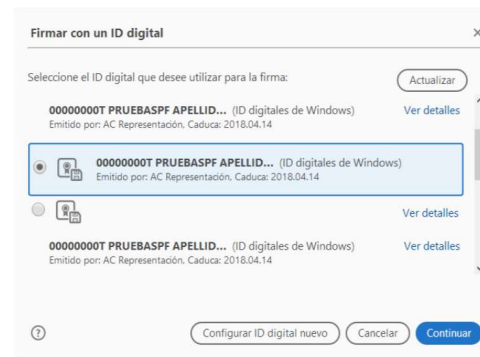 Firmar con un ID digital
Seleccione el ID digital que desee utilizar para la firma:
Actualizar
00000000T PRUEBASPF APELLID... (ID digitales de Windows)
Ver detalles
Emitido por: AC Representación, Caduca: 2018.04.14
00000000T PRUEBASPF APELLID... (ID digitales de Windows)
Emitido por: AC Representación, Caduca: 2018.04.14
Ver detalles
00000000T PRUEBASPF APELLID... (ID digitales de Windows)
Ver detalles
Emitido por: AC Representación, Caduca: 2018.04.14
?
Configurar ID digital nuevo
Cancelar
Continuar